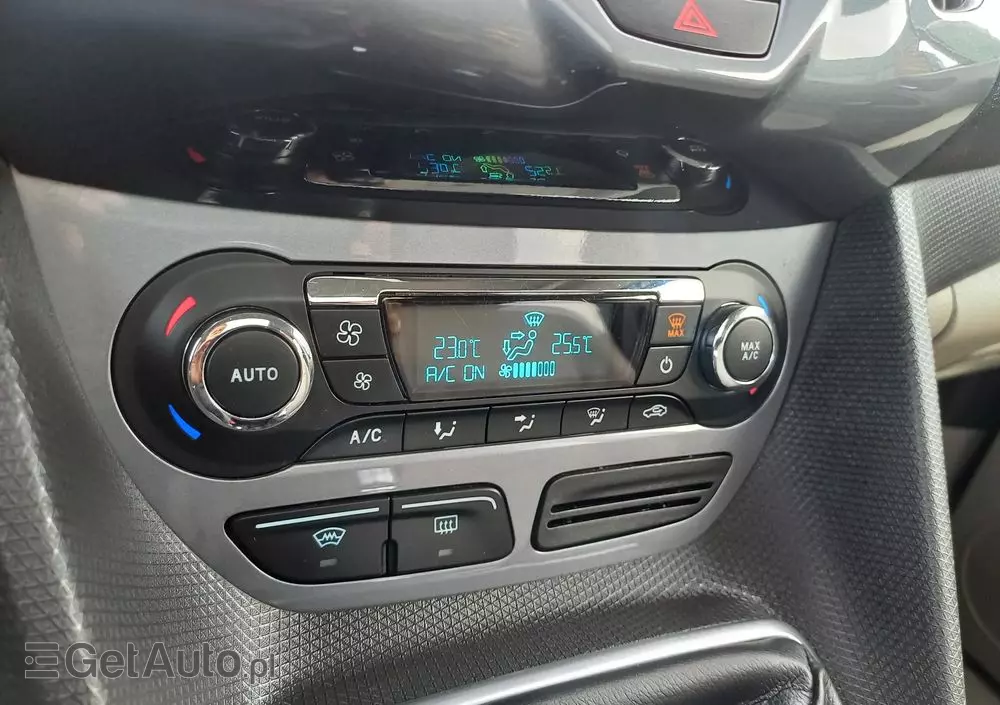 23.0°C 25.5°C
A/C ON
MAX
AUTO
MAX
A/C
A/C
GetAuto.pl